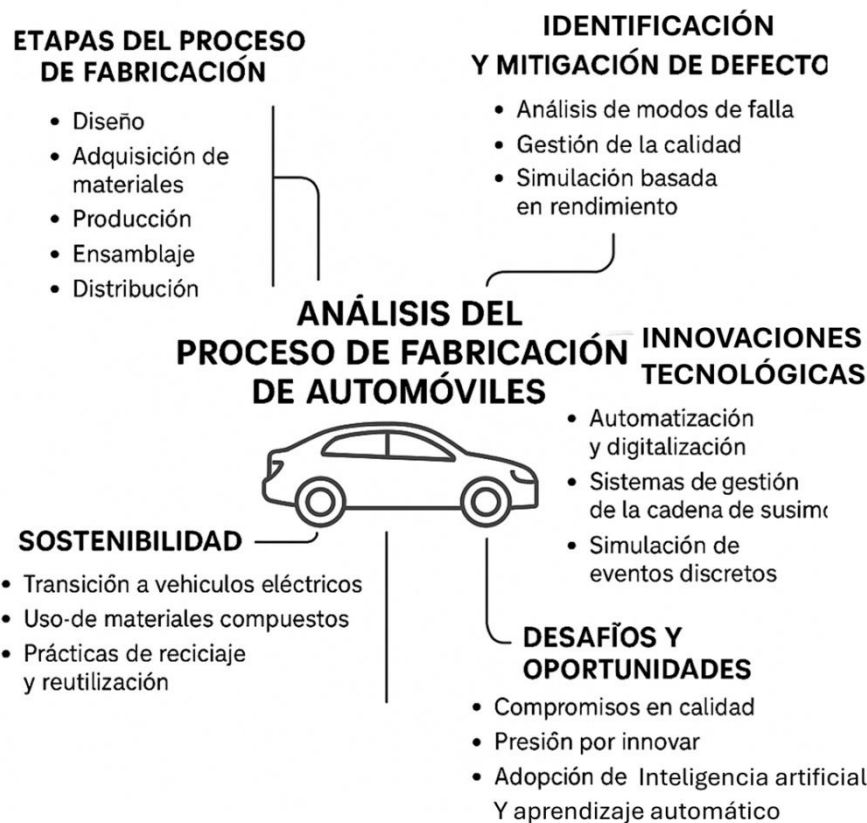 ETAPAS DEL PROCESO
DE FABRICACIÓN
• Diseño
• Adquisición de
materiales
• Producción
• Ensamblaje
• Distribución
IDENTIFICACIÓN
Y MITIGACIÓN DE DEFECTO
• Análisis de modos de falla
• Gestión de la calidad
• Simulación basada
en rendimiento
ANÁLISIS DEL
PROCESO DE FABRICACIÓN
DE AUTOMÓVILES
INNOVACIONES
TECNOLÓGICAS
• Automatización
y digitalización
• Sistemas de gestión
de la cadena de susimo
• Simulación de
eventos discretos
SOSTENIBILIDAD
• Transición a vehiculos eléctricos
• Uso-de materiales compuestos
• Prácticas de reciciaje
y reutilización
DESAFÍOS Y
OPORTUNIDADES
• Compromisos en calidad
• Presión por innovar
• Adopción de Inteligencia artificial
Y aprendizaje automático